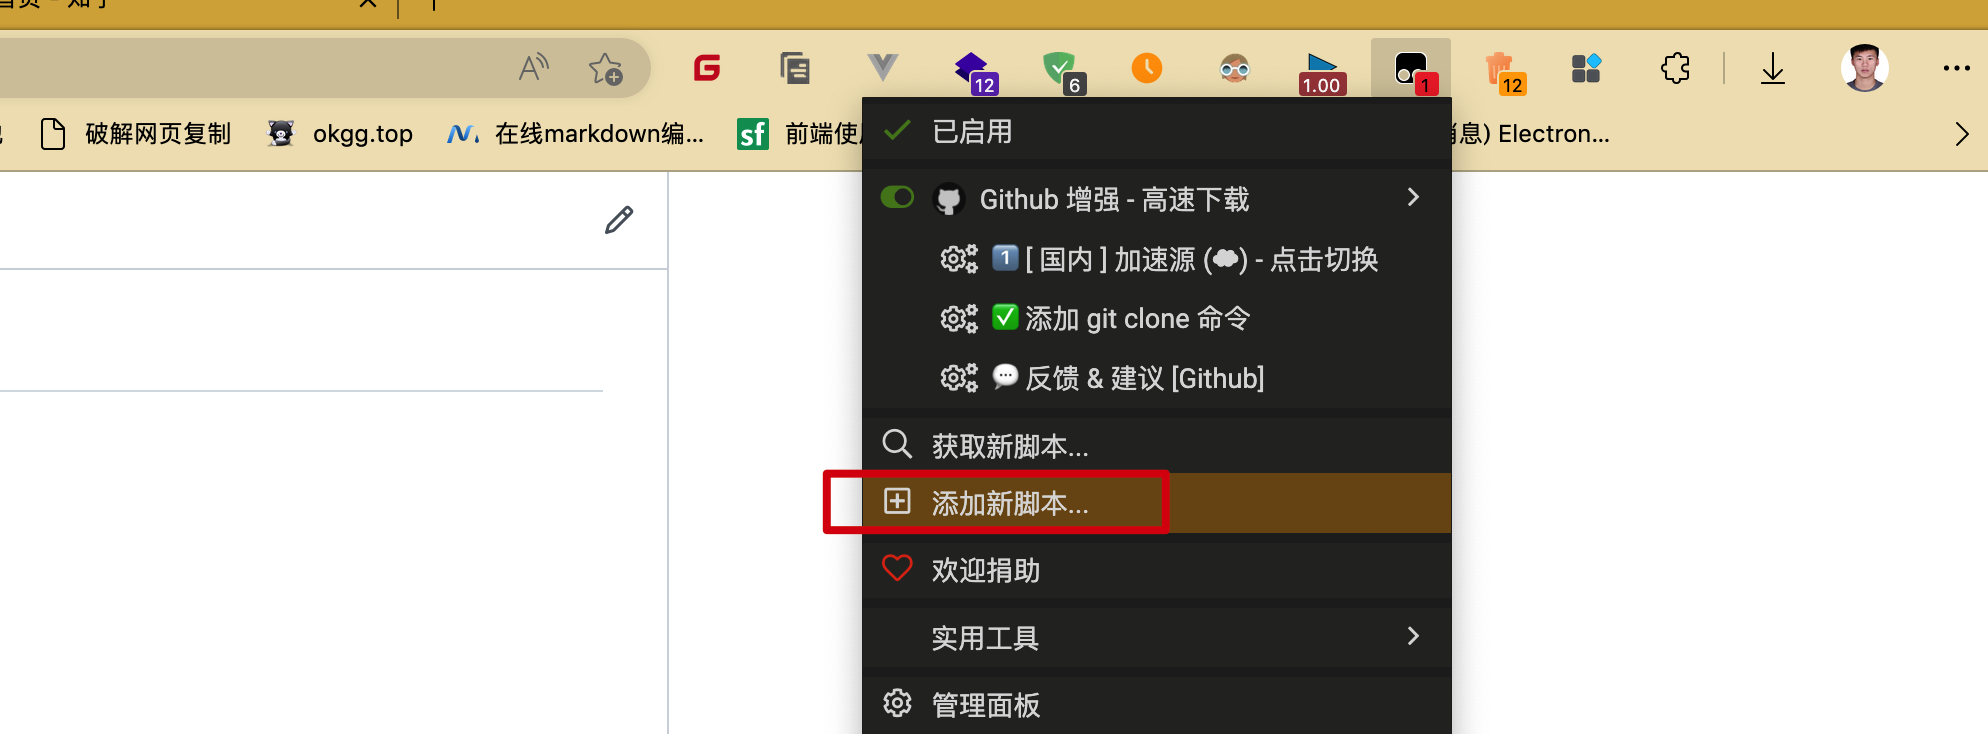 12
6
1.00
1
12
破解网页复制
okgg.top
在线markdown编...
sf
前端使
息) Electron...
已启用
Github 增强 - 高速下载
1 [ 国内 ] 加速源 () - 点击切换
添加 git clone 命令
反馈 & 建议 [Github]
获取新脚本...
添加新脚本...
欢迎捐助
实用工具
管理面板